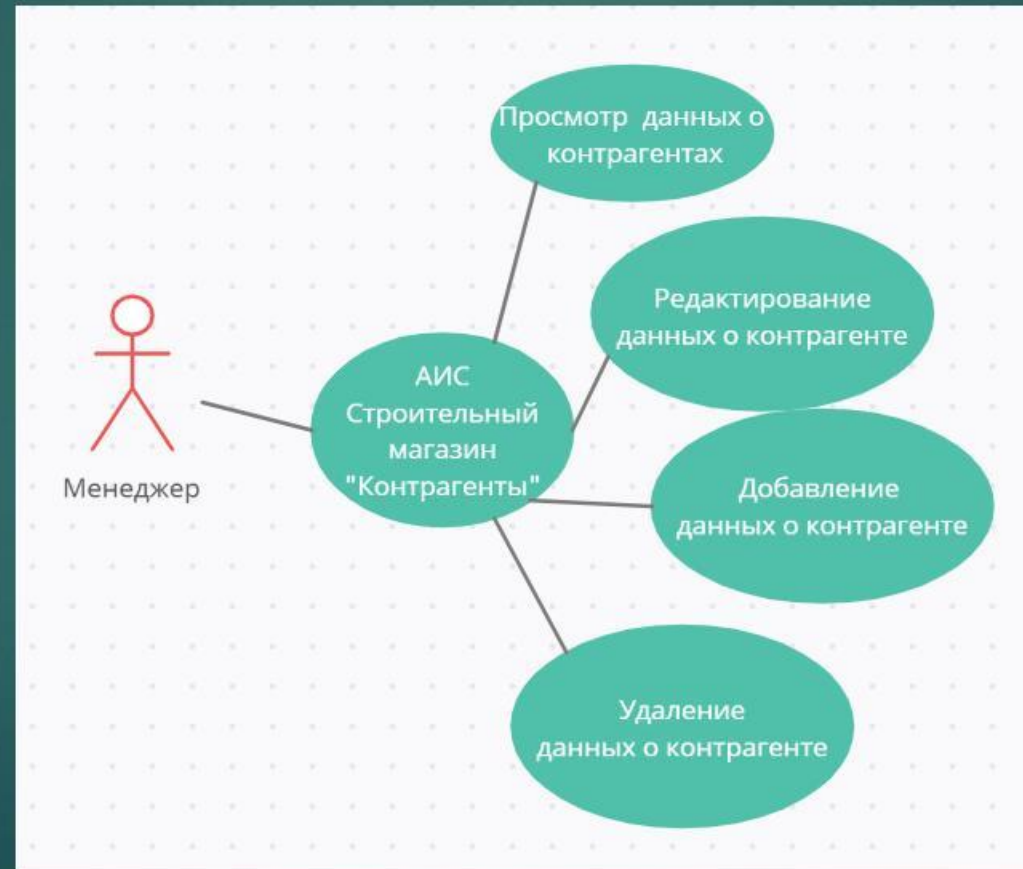 Просмотр данных о
контрагентах
Редактирование
данных о контрагенте
АИС
Строительный
магазин
"Контрагенты"
Менеджер
Добавление
данных о контрагенте
Удаление
данных о контрагенте